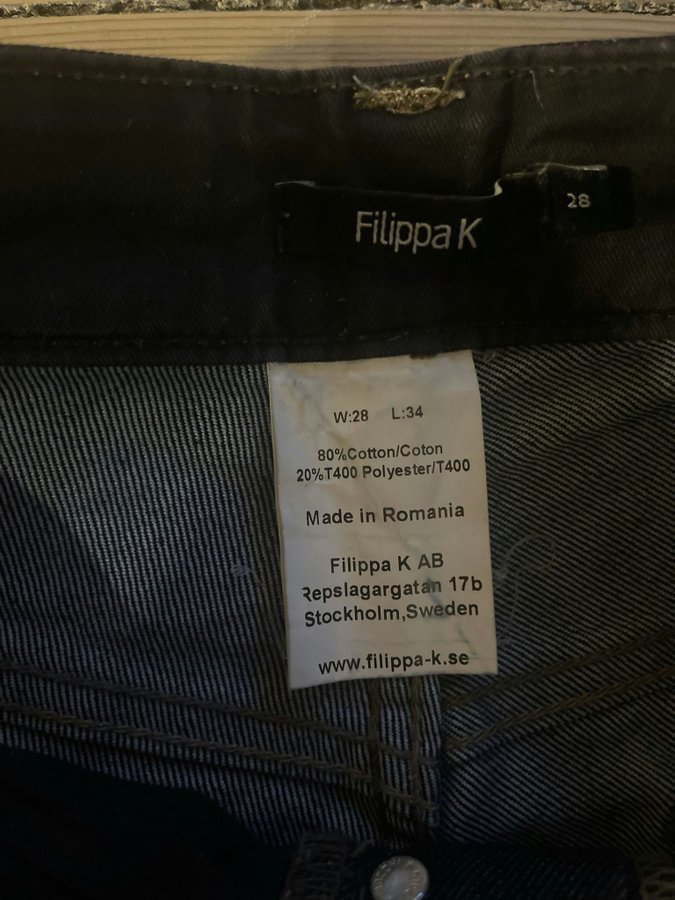 Filippa K
28
W:28 L:34
80%Cotton/Coton
20%T400 Polyester/T400
Made in Romania
Filippa K AB
Repslagargatan 17b
Stockholm,Sweden
www.filippa-k.se